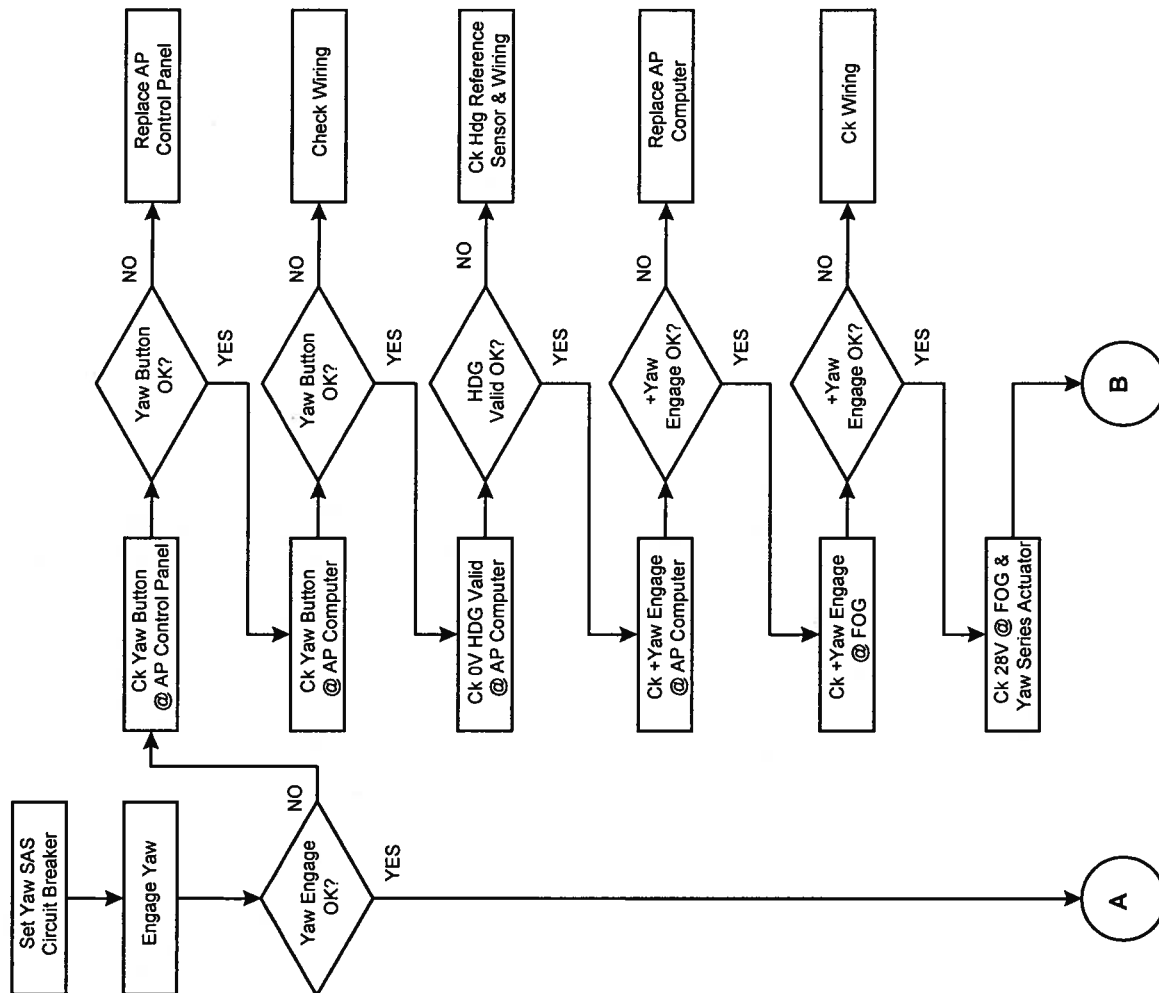 Set Yaw SAS
Circuit Breaker
Engage Yaw
Yaw Engage
OK?
NO
YES
A
Ck Yaw Button
@ AP Control Panel
Yaw Button
OK?
NO
YES
Replace AP
Control Panel
Ck Yaw Button
@ AP Computer
Yaw Button
OK?
NO
YES
Check Wiring
Ck 0V HDG Valid
@ AP Computer
HDG
Valid OK?
NO
YES
Ck Hdg Reference
Sensor & Wiring
Ck +Yaw Engage
@ AP Computer
+Yaw
Engage OK?
NO
YES
Replace AP
Computer
Ck +Yaw Engage
@ FOG
+Yaw
Engage OK?
NO
YES
Ck Wiring
Ck 28V @ FOG &
Yaw Series Actuator
B